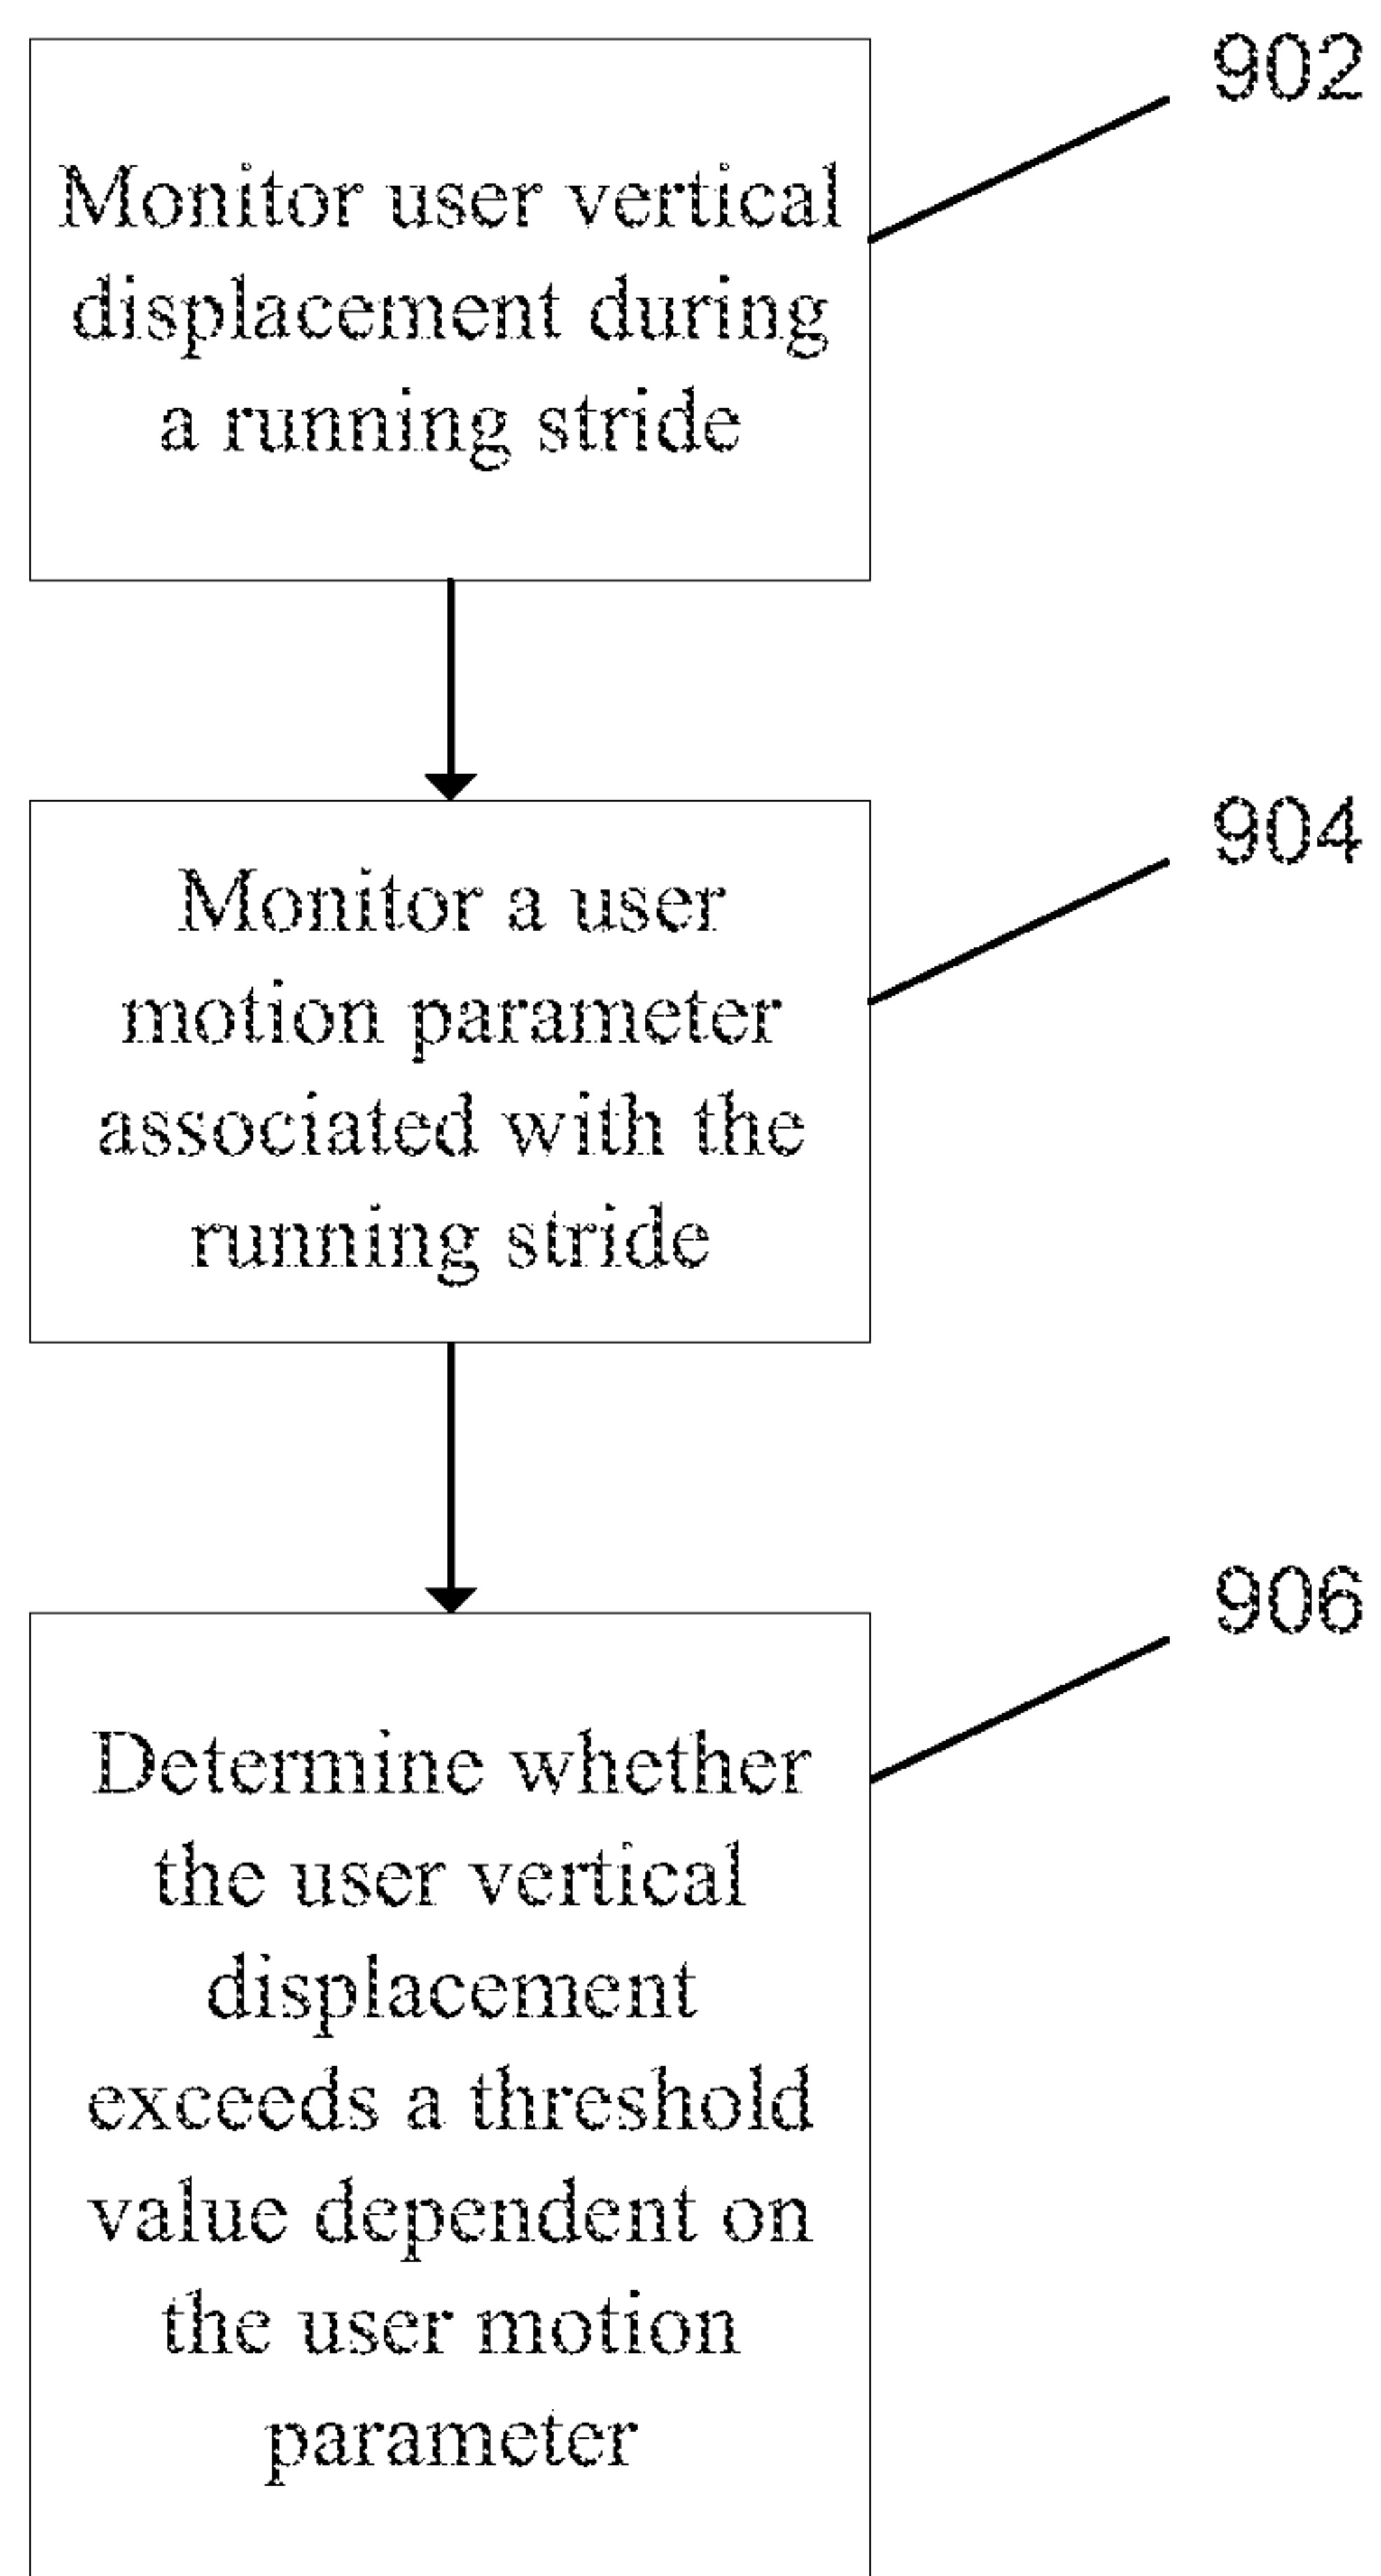 902
Monitor user vertical
displacement during
a running stride
904
Monitor a user
motion parameter
associated with the
running stride
906
Determine whether
the user vertical
displacement
exceeds a threshold
value dependent on
the user motion
parameter